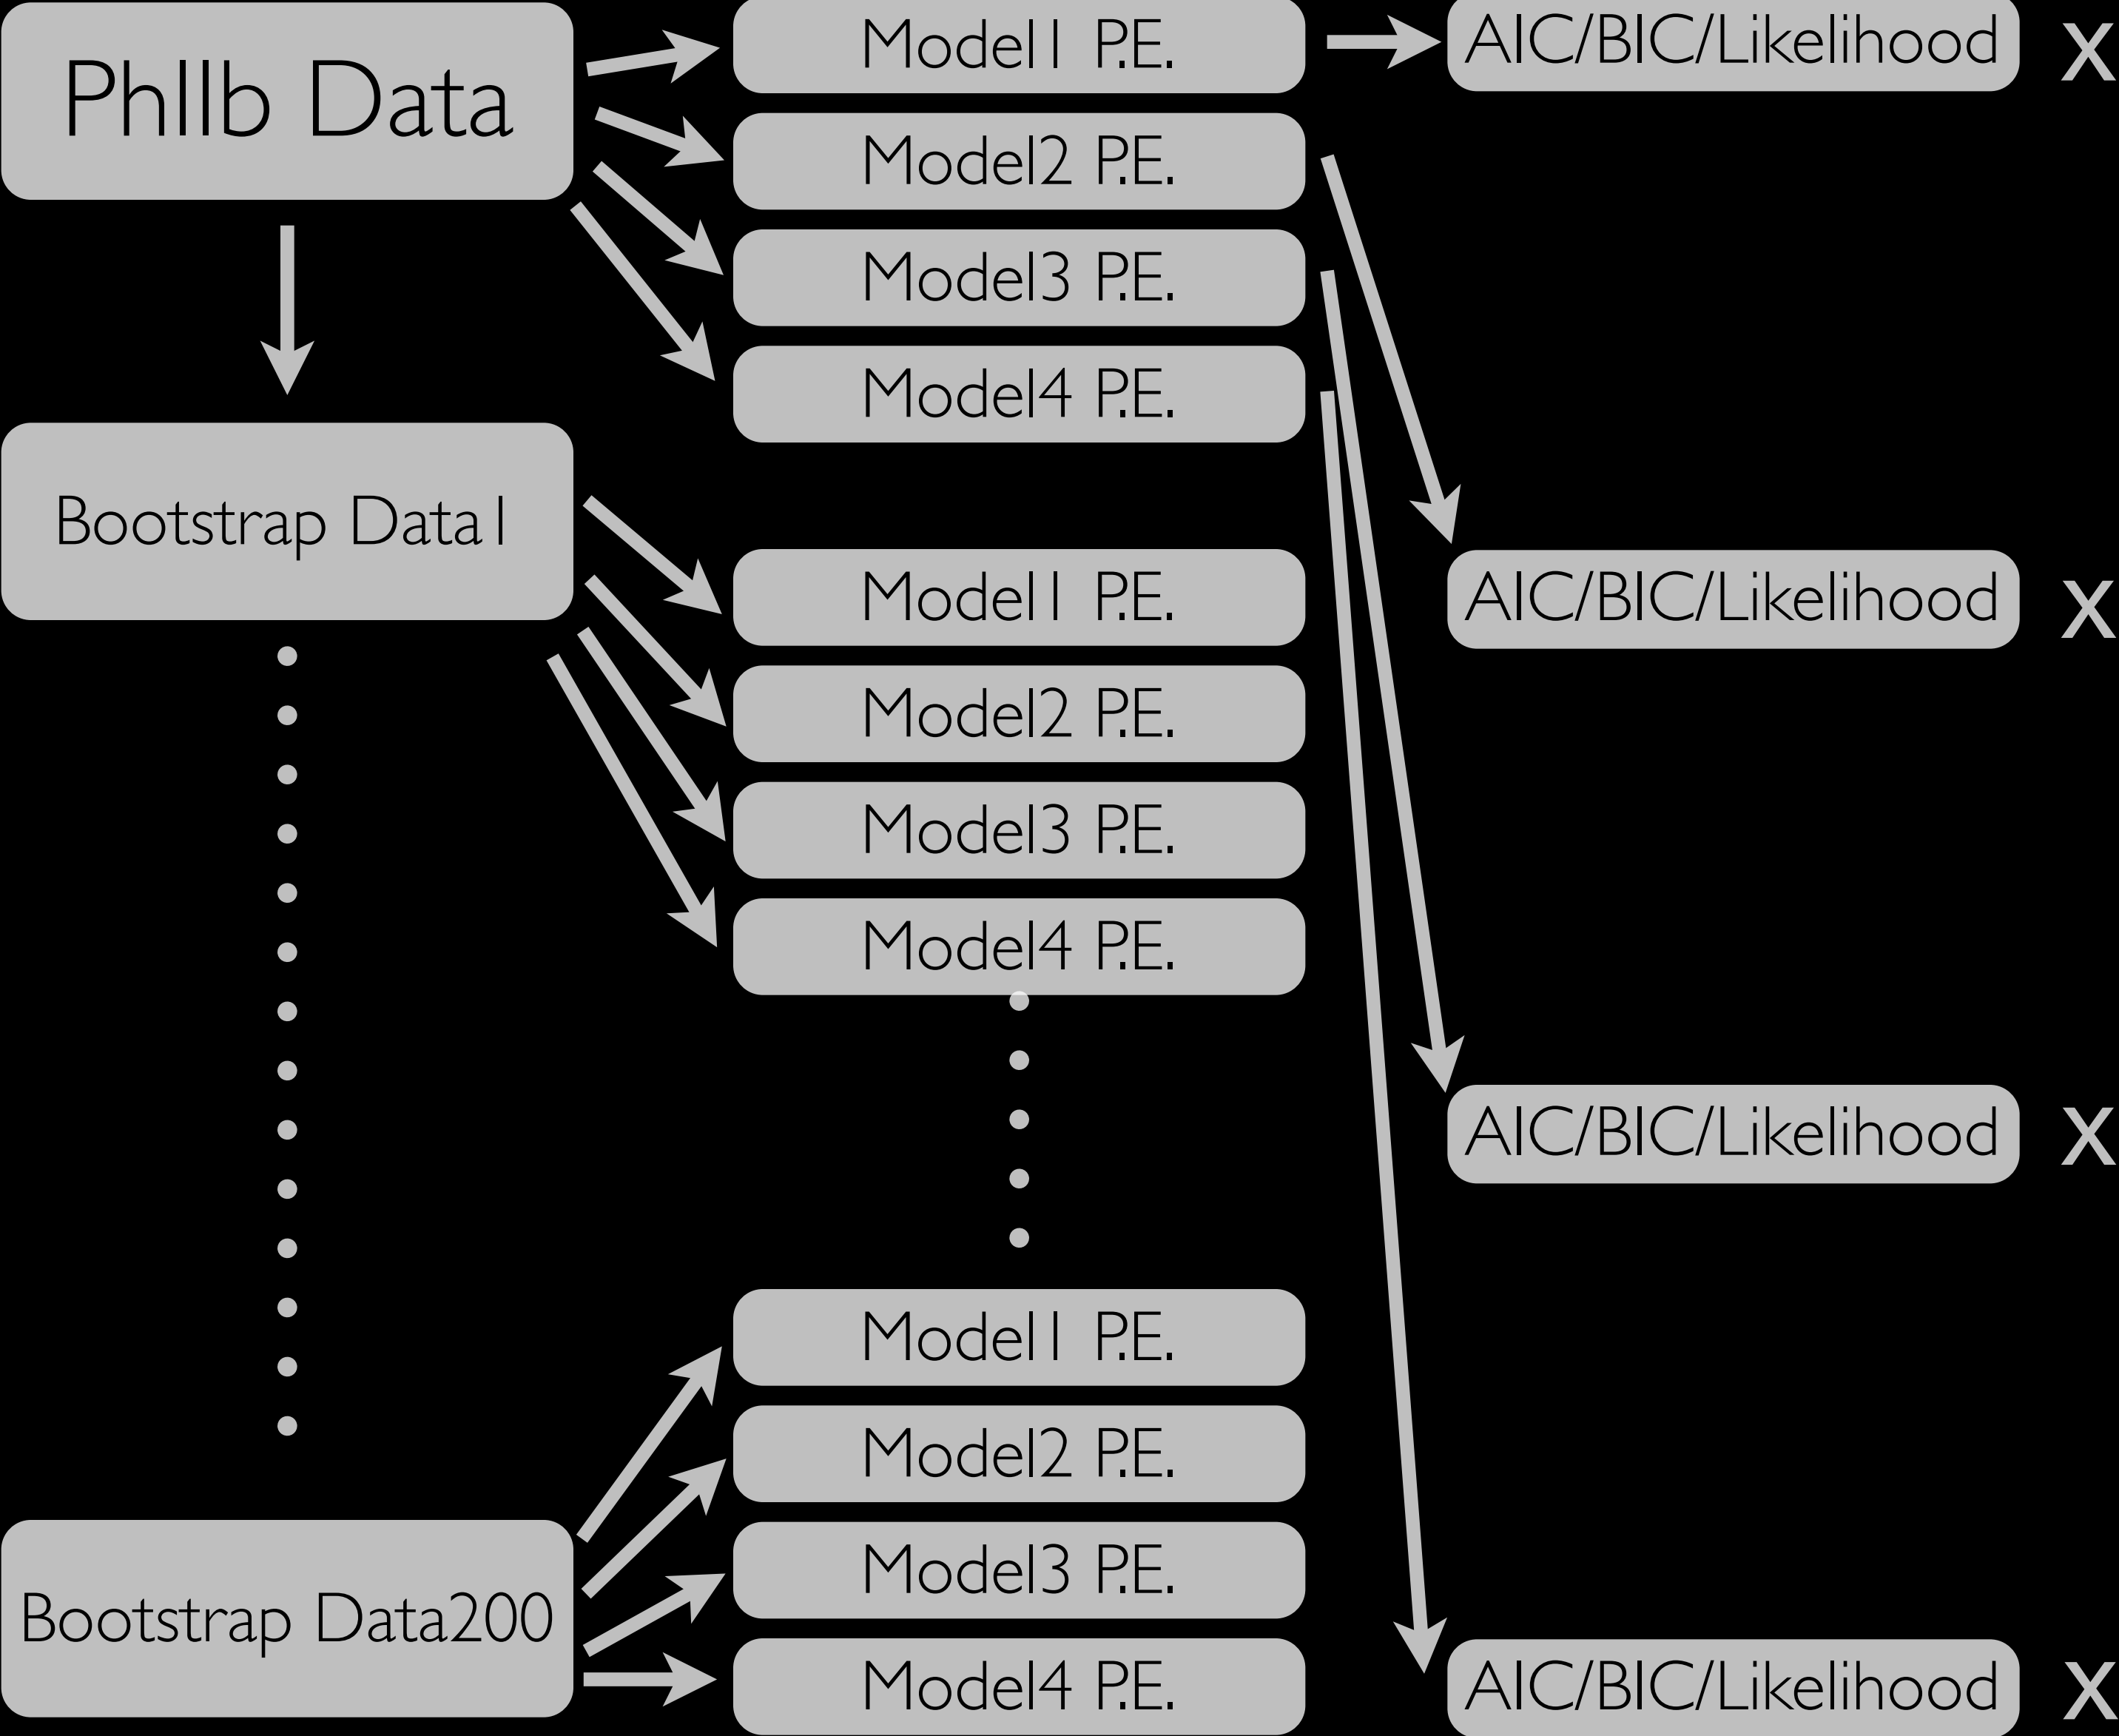 PhIIIb Data
Model1 P.E.
AIC/BIC/Likelihood
x
Model2 P.E.
Model3 P.E.
Model4 P.E.
Bootstrap Data1
Model1 P.E.
AIC/BIC/Likelihood
x
Model2 P.E.
Model3 P.E.
Model4 P.E.
AIC/BIC/Likelihood
x
Model1 P.E.
Model2 P.E.
Model3 P.E.
Bootstrap Data200
Model4 P.E.
AIC/BIC/Likelihood
x